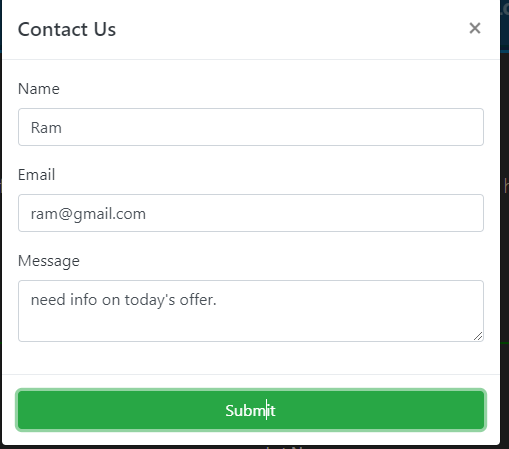 Contact Us ×
Name
Ram
Email
ram@gmail.com
Message
need info on today's offer.
Submit